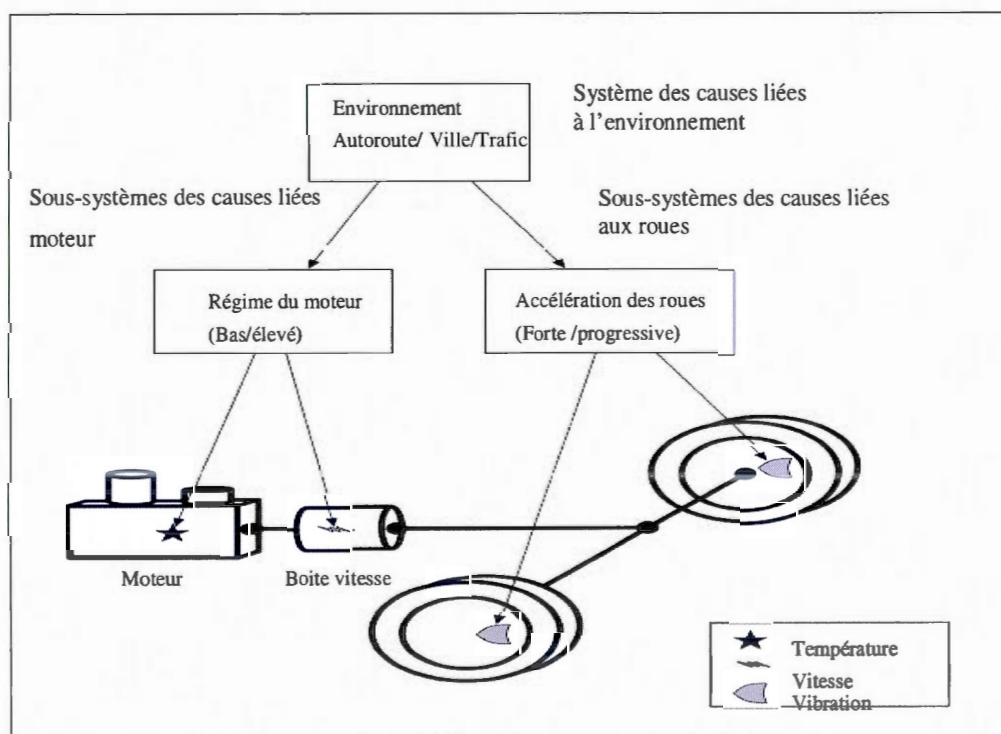 Environnement
Autoroute/ Ville/Trafic
Système des causes liées
à l'environnement
Sous-systèmes des causes liées
moteur
Sous-systèmes des causes liées
aux roues
Régime du moteur
(Bas/élevé)
Accélération des roues
(Forte /progressive)
Moteur
Boite vitesse
Température
Vitesse
Vibration